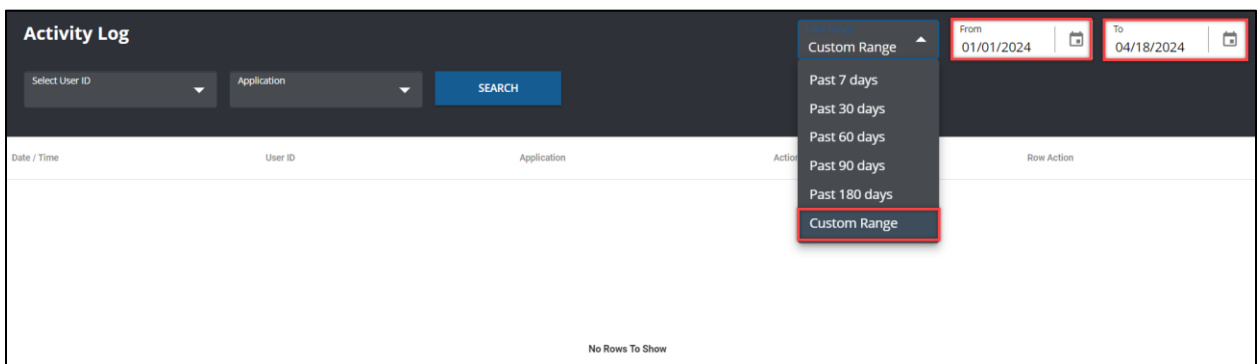 Activity Log
Custom Range
From
01/01/2024
To
04/18/2024
Select User ID
Application
SEARCH
Past 7 days
Past 30 days
Past 60 days
Past 90 days
Past 180 days
Custom Range
Date / Time
User ID
Application
Action
Row Action
No Rows To Show